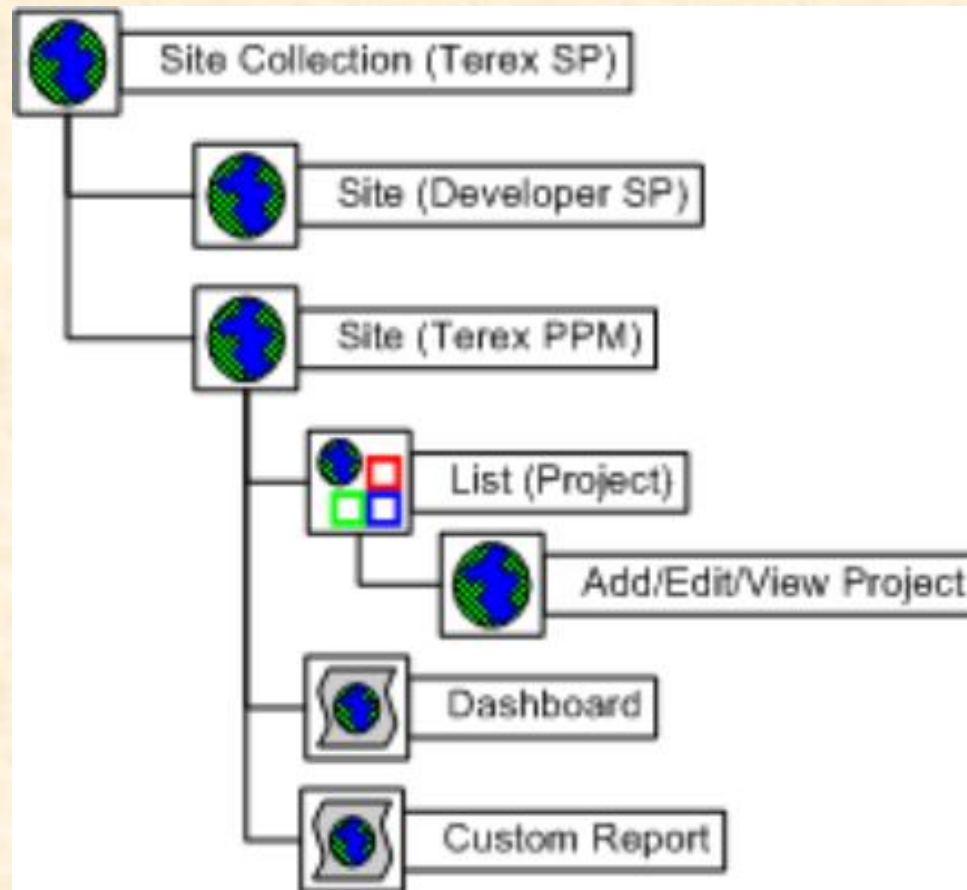 Site Collection (Terex SP)
Site (Developer SP)
Site (Terex PPM)
List (Project)
Add/Edit/View Project
Dashboard
Custom Report